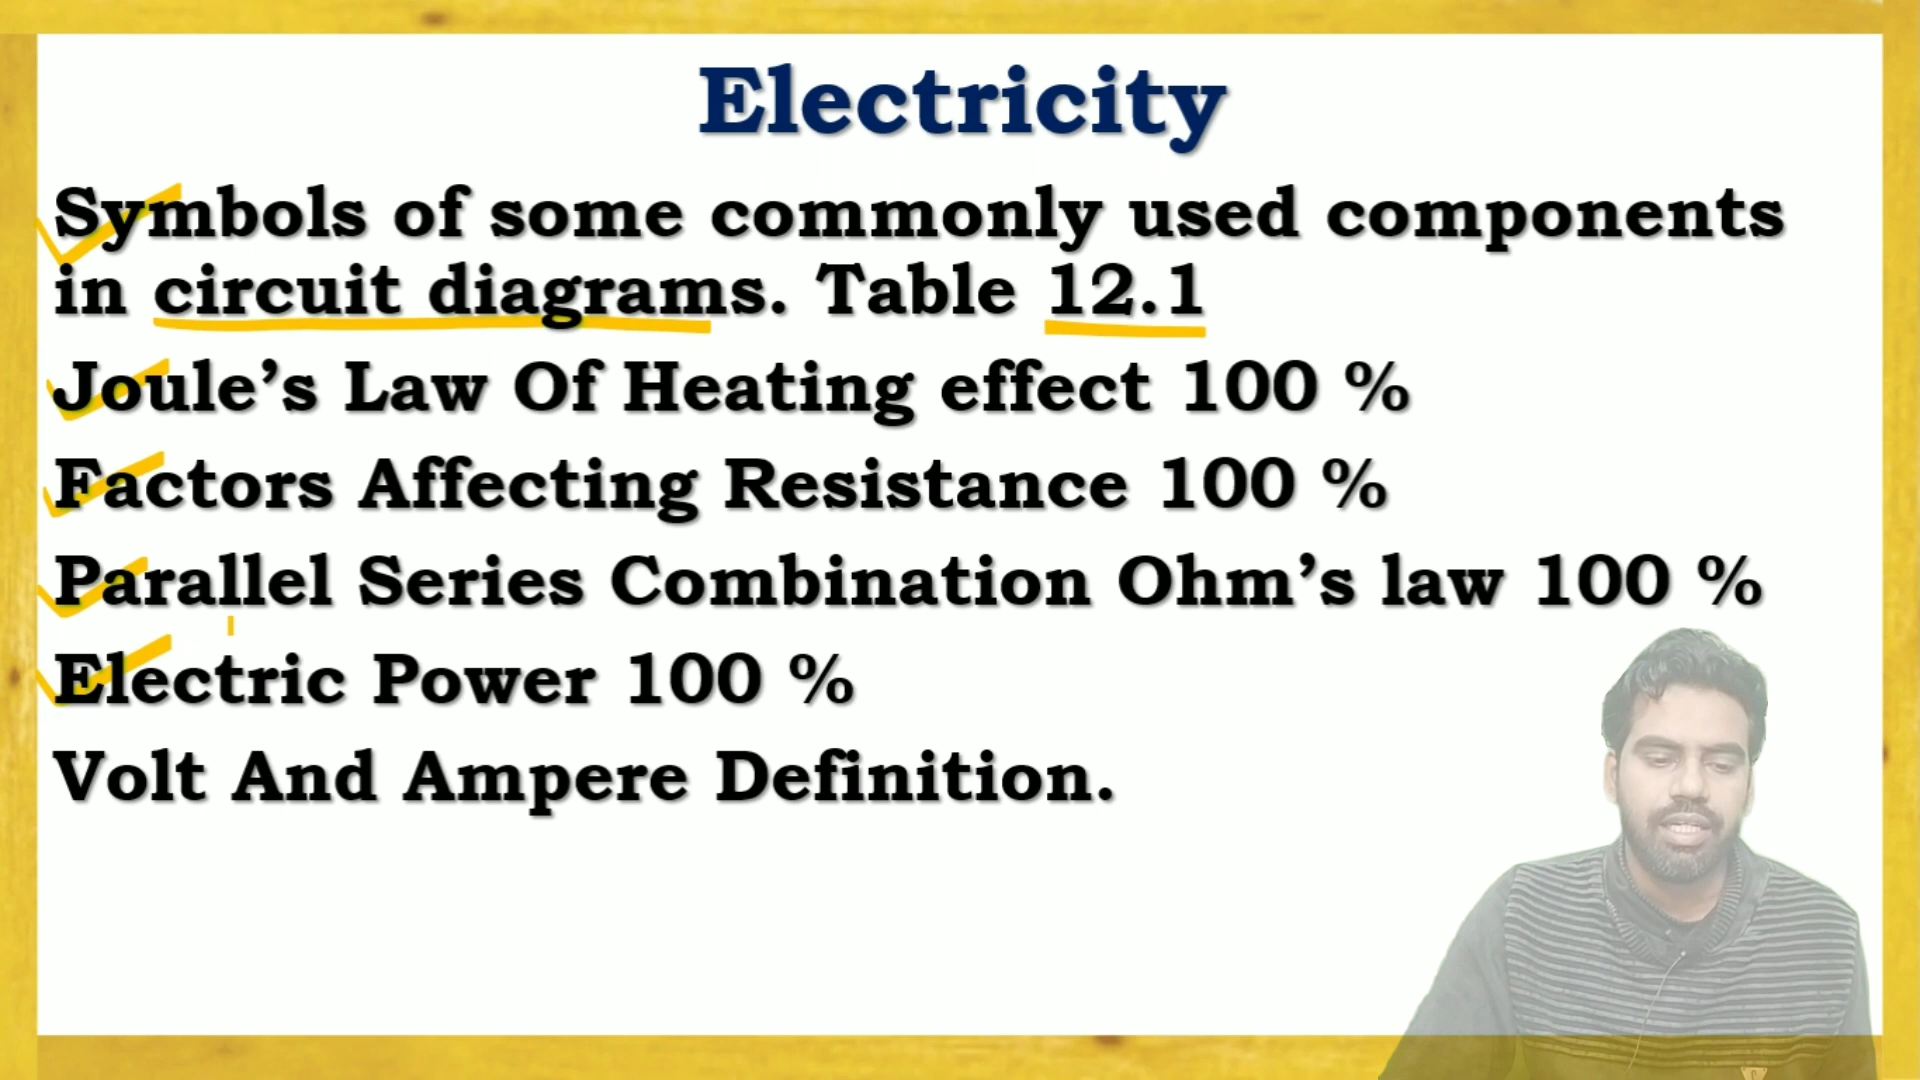 Electricity
Symbols of some commonly used components
in circuit diagrams. Table 12.1
Joule’s Law Of Heating effect 100 %
Factors Affecting Resistance 100 %
Parallel Series Combination Ohm’s law 100 %
Electric Power 100 %
Volt And Ampere Definition.